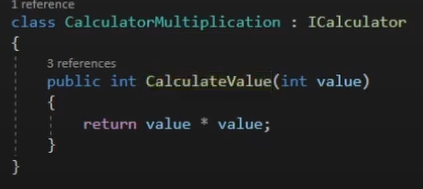 1 reference
class CalculatorMultiplication : ICalculator
{
3 references
public int CalculateValue(int value)
{
return value * value;
}
}